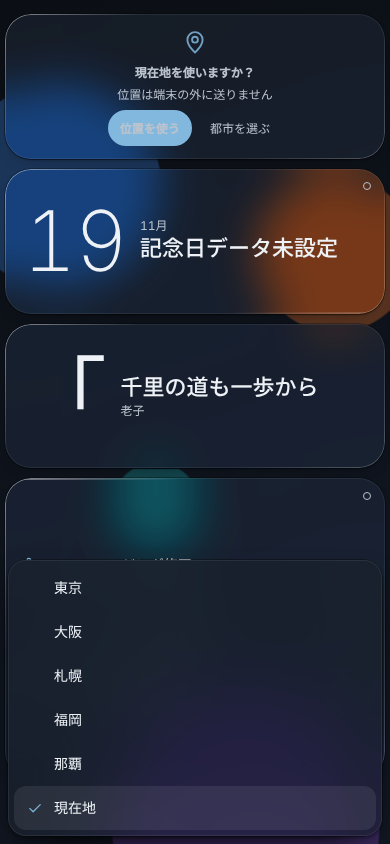 現在地を使いますか？
位置は端末の外に送りません
位置を使う
都市を選ぶ
19
11月
記念日データ未設定
「
千里の道も一歩から
老子
東京
大阪
札幌
福岡
那覇
現在地